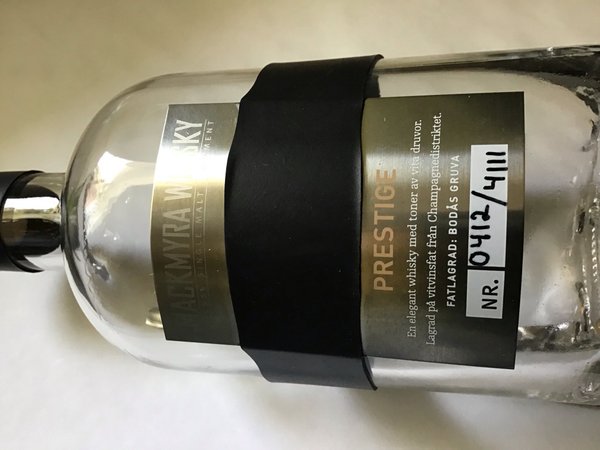 MACKMYRA WHISKY
PRESTIGE
En elegant whisky med toner av vita druvor.
Lagrad på vitvinsfat från Champagnedistriktet.
FATLAGRAD: BODÅS GRUVA
NR. 0412/4111